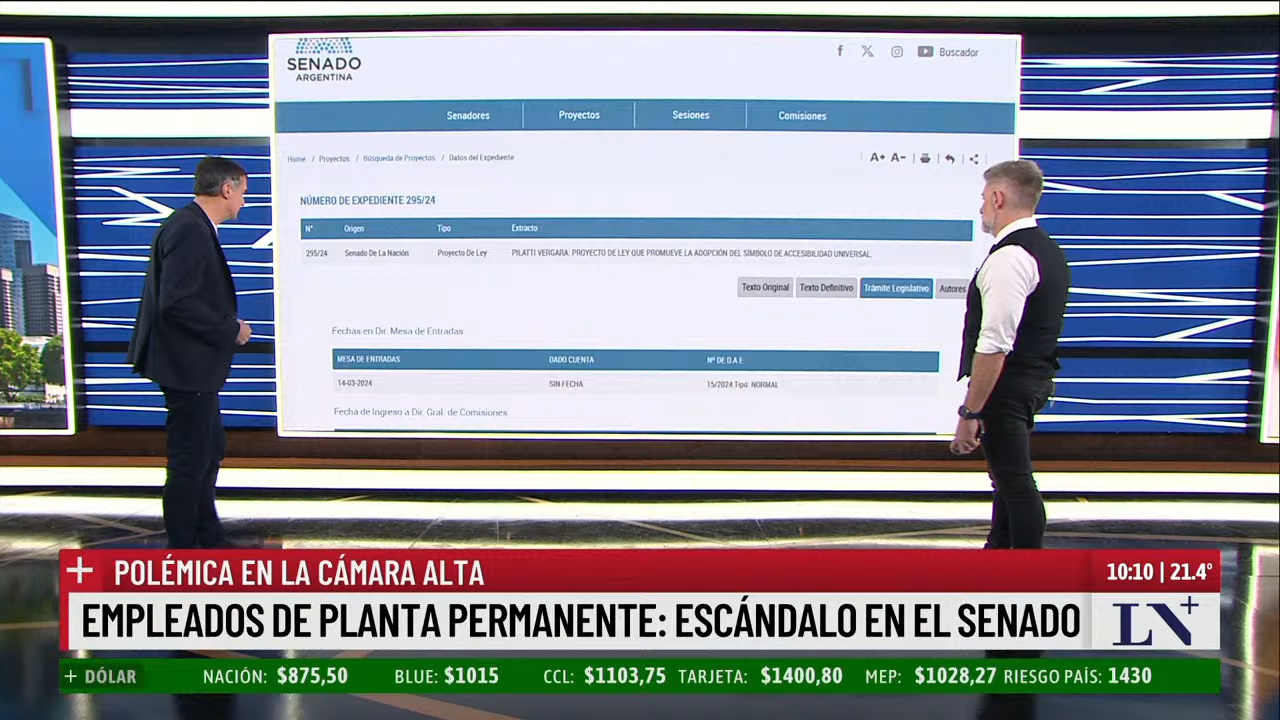 SENADO
ARGENTINA
Buscador
Senadores
Proyectos
Sesiones
Comisiones
Home / Proyectos / Búsqueda de Proyectos / Datos del Expediente
A+ A-
NÚMERO DE EXPEDIENTE 295/24
N° Origen Tipo Extracto
295/24 Senado De La Nación Proyecto De Ley PILATTI VERGARA: PROYECTO DE LEY QUE PROMUEVE LA ADOPCIÓN DEL SÍMBOLO DE ACCESIBILIDAD UNIVERSAL.
Texto Original Texto Definitivo Trámite Legislativo Autores
Fechas en Dir. Mesa de Entradas
MESA DE ENTRADAS DADO CUENTA Nº DE D.A.E.
14-03-2024 SIN FECHA 15/2024 Tipo: NORMAL
Fecha de Ingreso a Dir. Gral. de Comisiones
+ POLÉMICA EN LA CÁMARA ALTA
10:10 | 21.4°
EMPLEADOS DE PLANTA PERMANENTE: ESCÁNDALO EN EL SENADO
LN+
+ DÓLAR NACIÓN: $875,50 BLUE: $1015 CCL: $1103,75 TARJETA: $1400,80 MEP: $1028,27 RIESGO PAÍS: 1430